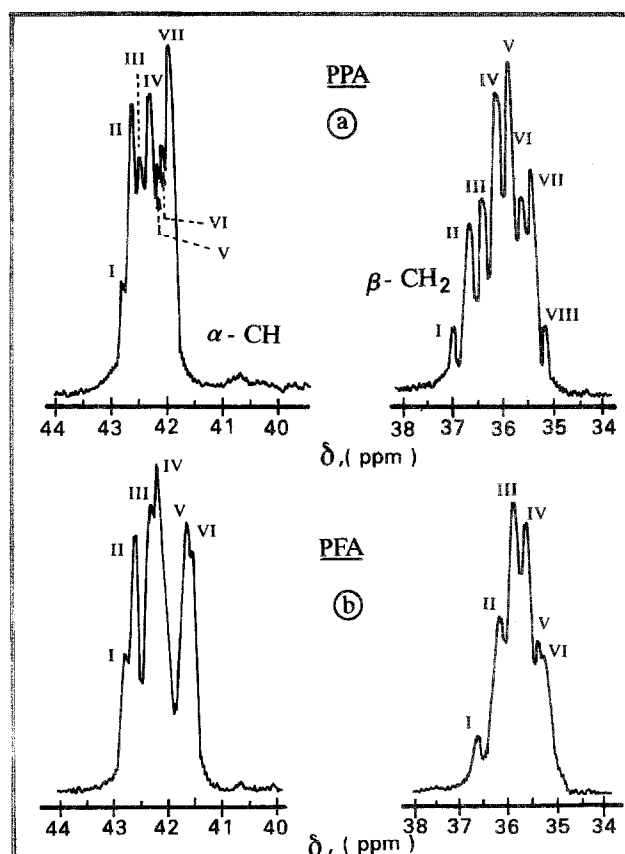 PPA
ⓐ
I
II
III
IV
VII
VI
V
α - CH
I
II
III
IV
V
VI
VII
VIII
β - CH₂
44 43 42 41 40
38 37 36 35 34
δ,( ppm )
PFA
ⓑ
I
II
III
IV
V
VI
I
II
III
IV
V
VI
44 43 42 41 40
37 36 35 34
δ,( ppm )